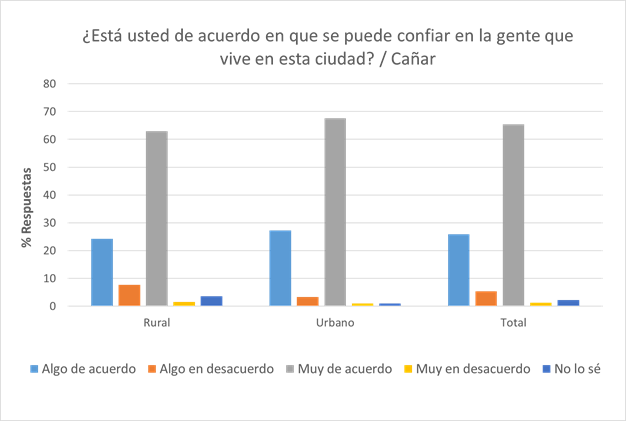 ¿Está usted de acuerdo en que se puede confiar en la gente que
vive en esta ciudad? / Cañar
% Respuestas
80
70
60
50
40
30
20
10
0
Rural Urbano Total
Algo de acuerdo Algo en desacuerdo Muy de acuerdo Muy en desacuerdo No lo sé